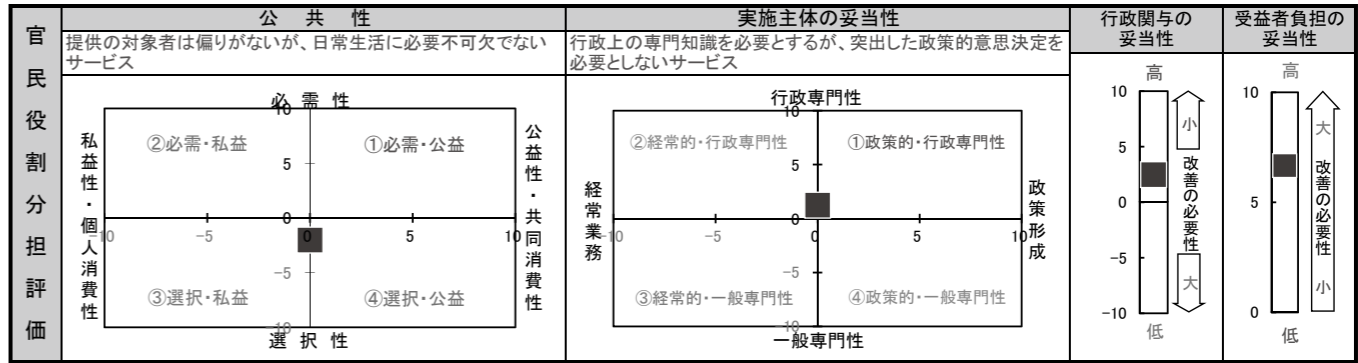 官民役割分担評価
公共性
提供の対象者は偏りがないが、日常生活に必要不可欠でない
サービス
必需性
②必需・私益
①必需・公益
私益性・個人消費性
公益性・共同消費性
10
5
0
-5
-10
-10
-5
0
5
10
③選択・私益
④選択・公益
選択性
実施主体の妥当性
行政上の専門知識を必要とするが、突出した政策的意思決定を
必要としないサービス
行政専門性
②経常的・行政専門性
①政策的・行政専門性
経常業務
政策形成
10
5
0
-5
-10
-10
-5
0
5
10
③経常的・一般専門性
④政策的・一般専門性
一般専門性
行政関与の
妥当性
高
10
5
0
-5
-10
小
改善の必要性
大
低
受益者負担の
妥当性
高
10
5
0
大
改善の必要性
小
低